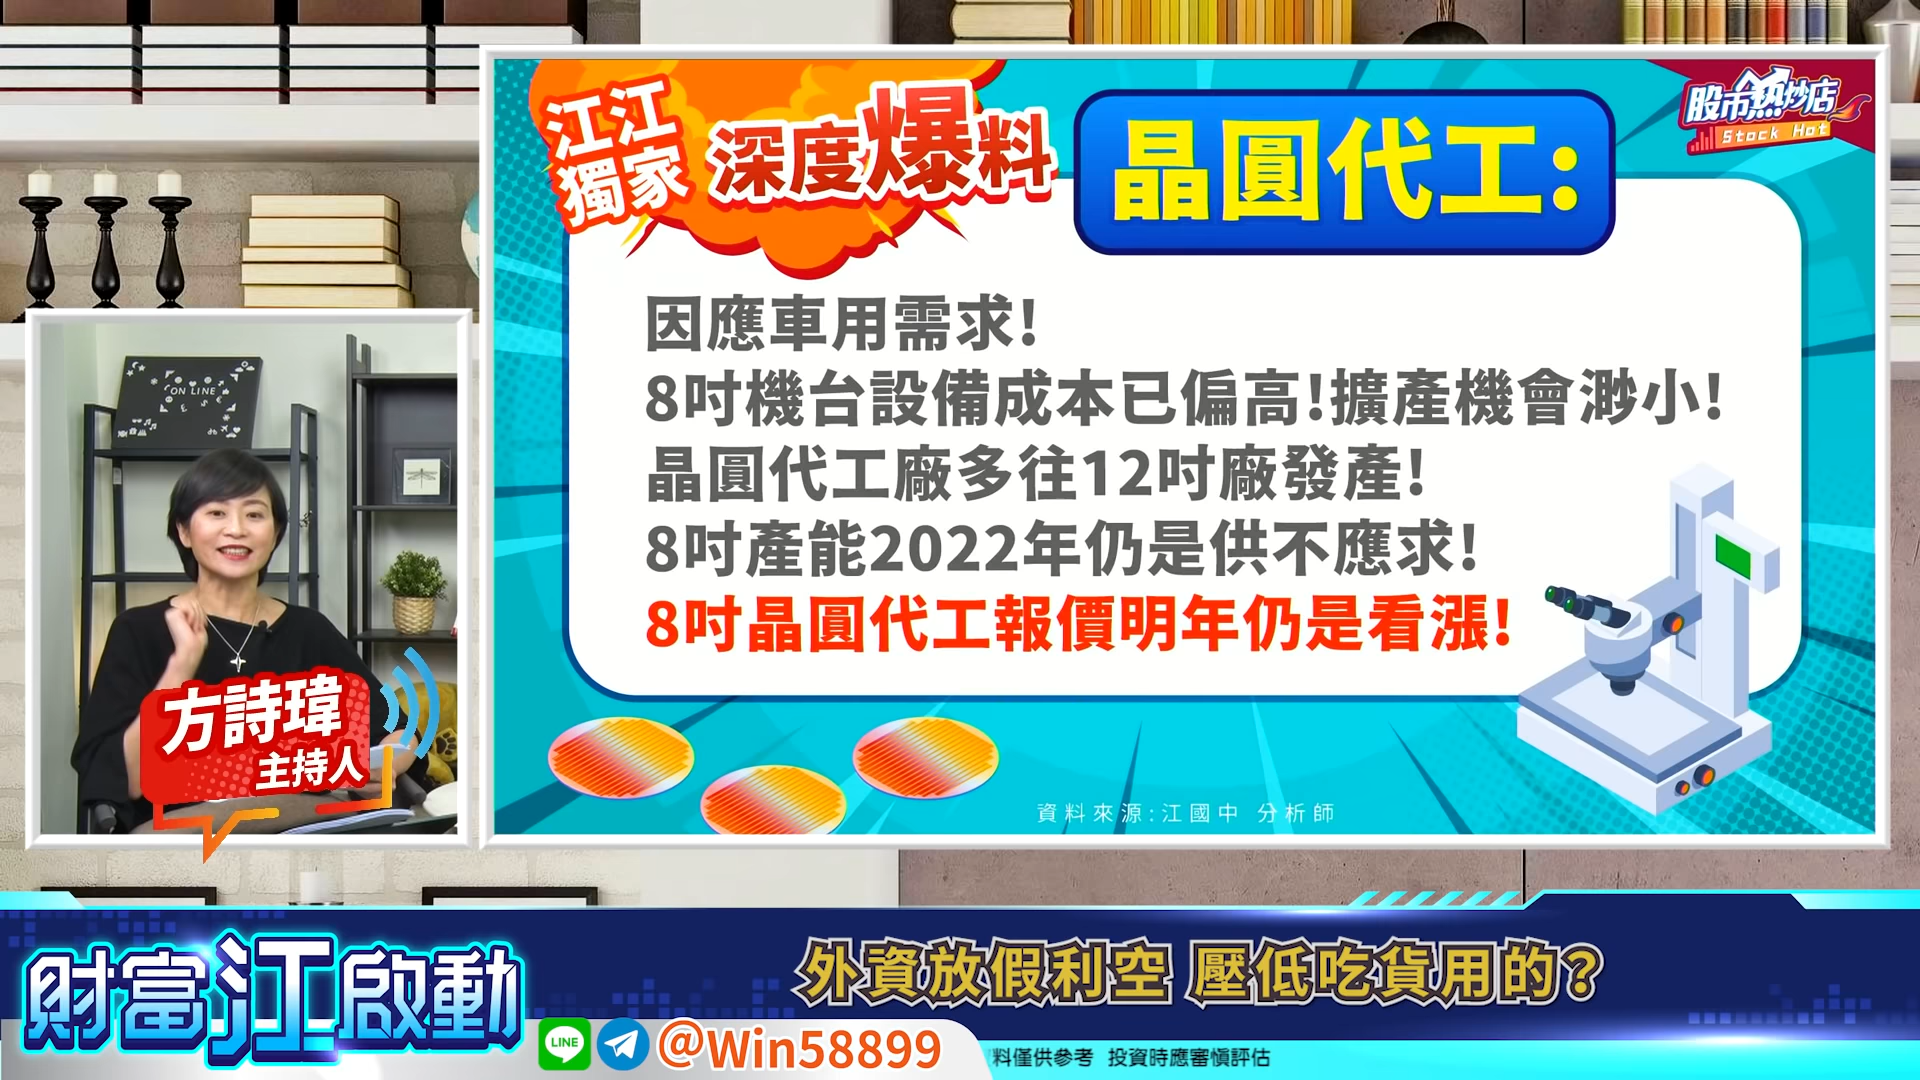 江江
獨家
深度爆料
晶圓代工:
股市熱炒店
Stock Hot
因應車用需求!
8吋機台設備成本已偏高!擴產機會渺小!
晶圓代工廠多往12吋廠發產!
8吋產能2022年仍是供不應求!
8吋晶圓代工報價明年仍是看漲!
資料來源:江國中 分析師
ON LINE
方詩瑋
主持人
財富江啟動
外資放假利空 壓低吃貨用的?
LINE
@Win58899
料僅供參考 投資時應審慎評估